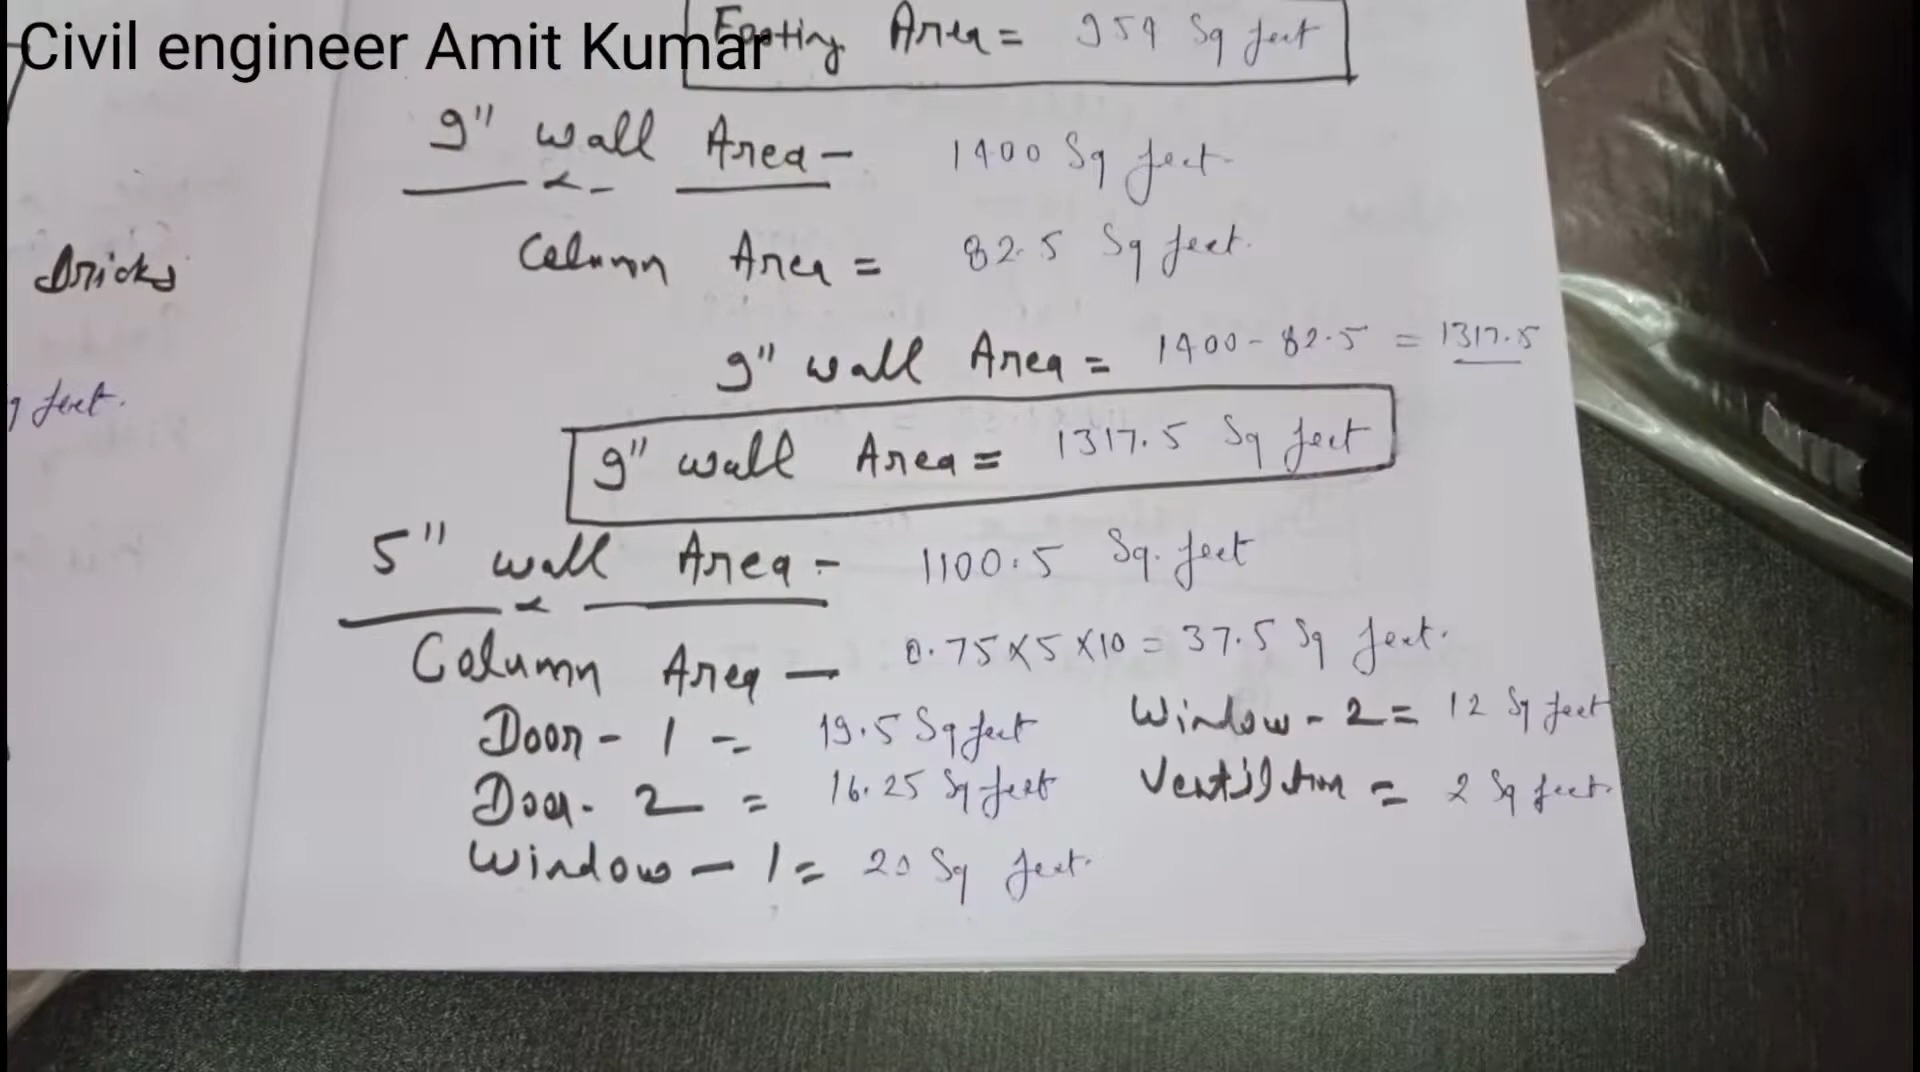 Civil engineer Amit Kumar
Footing Area = 954 Sq feet
9" wall Area - 1400 Sq feet
Column Area = 82.5 Sq feet.
9" wall Area = 1400 - 82.5 = 1317.5
9" wall Area = 1317.5 Sq feet
5" wall Area - 1100.5 Sq. feet
Column Area - 0.75 X 5 X 10 = 37.5 Sq feet.
Door - 1 = 19.5 Sq feet
Window - 2 = 12 Sq feet
Door - 2 = 16.25 Sq feet
Ventilation = 2 Sq feet.
Window - 1 = 20 Sq feet.
Bricks
q feet.